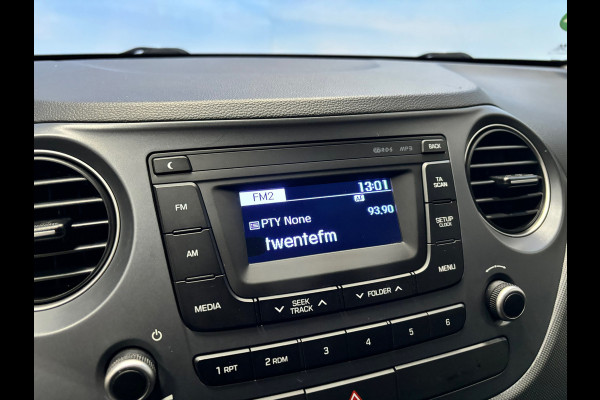 MP3
BACK
FM
AM
MEDIA
FM2
13:01
93.90
PTY None
twentefm
TA
SCAN
SETUP
CLOCK
MENU
SEEK
TRACK
FOLDER
1 RPT
2 RDM
3
4
5
6